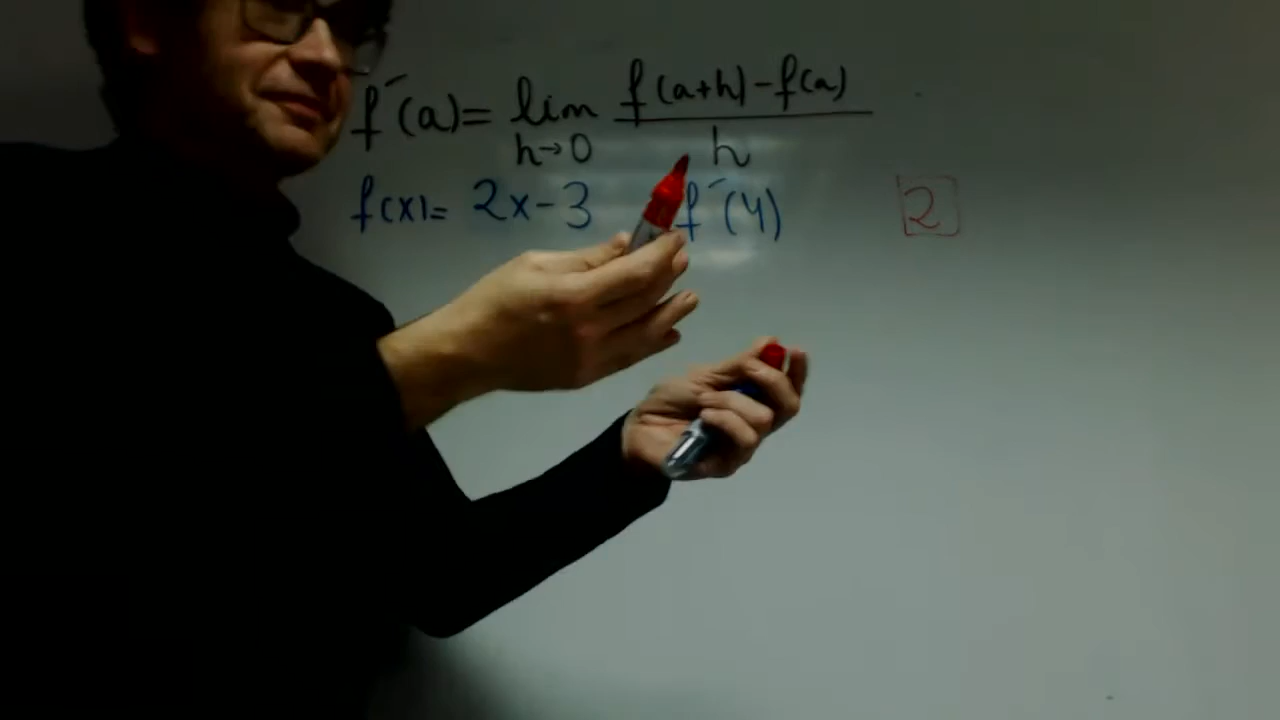 f´(a)= lim f(a+h)-f(a)
h→0 h
f(x)= 2x-3 f´(4) 2